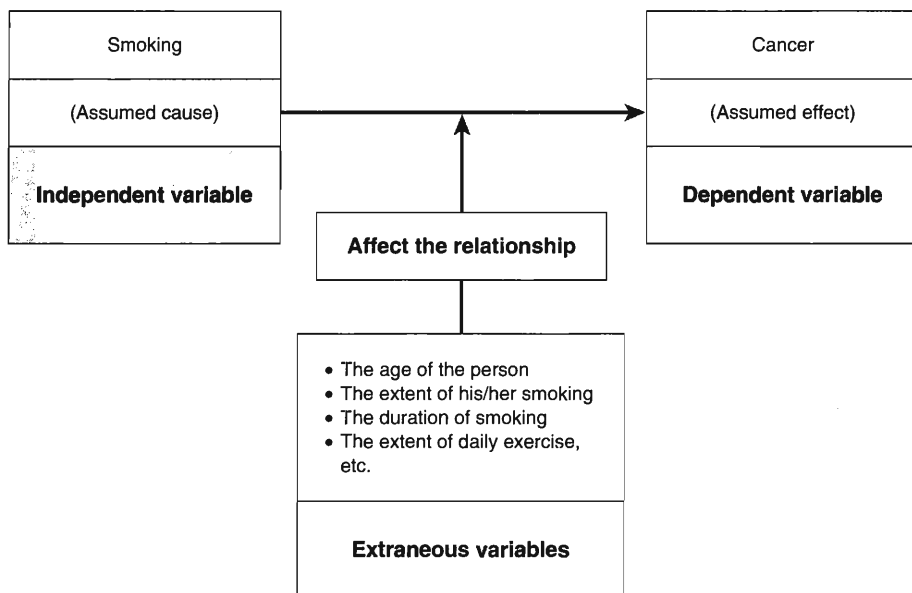 Smoking
(Assumed cause)
Independent variable
Cancer
(Assumed effect)
Dependent variable
Affect the relationship
• The age of the person
• The extent of his/her smoking
• The duration of smoking
• The extent of daily exercise,
etc.
Extraneous variables